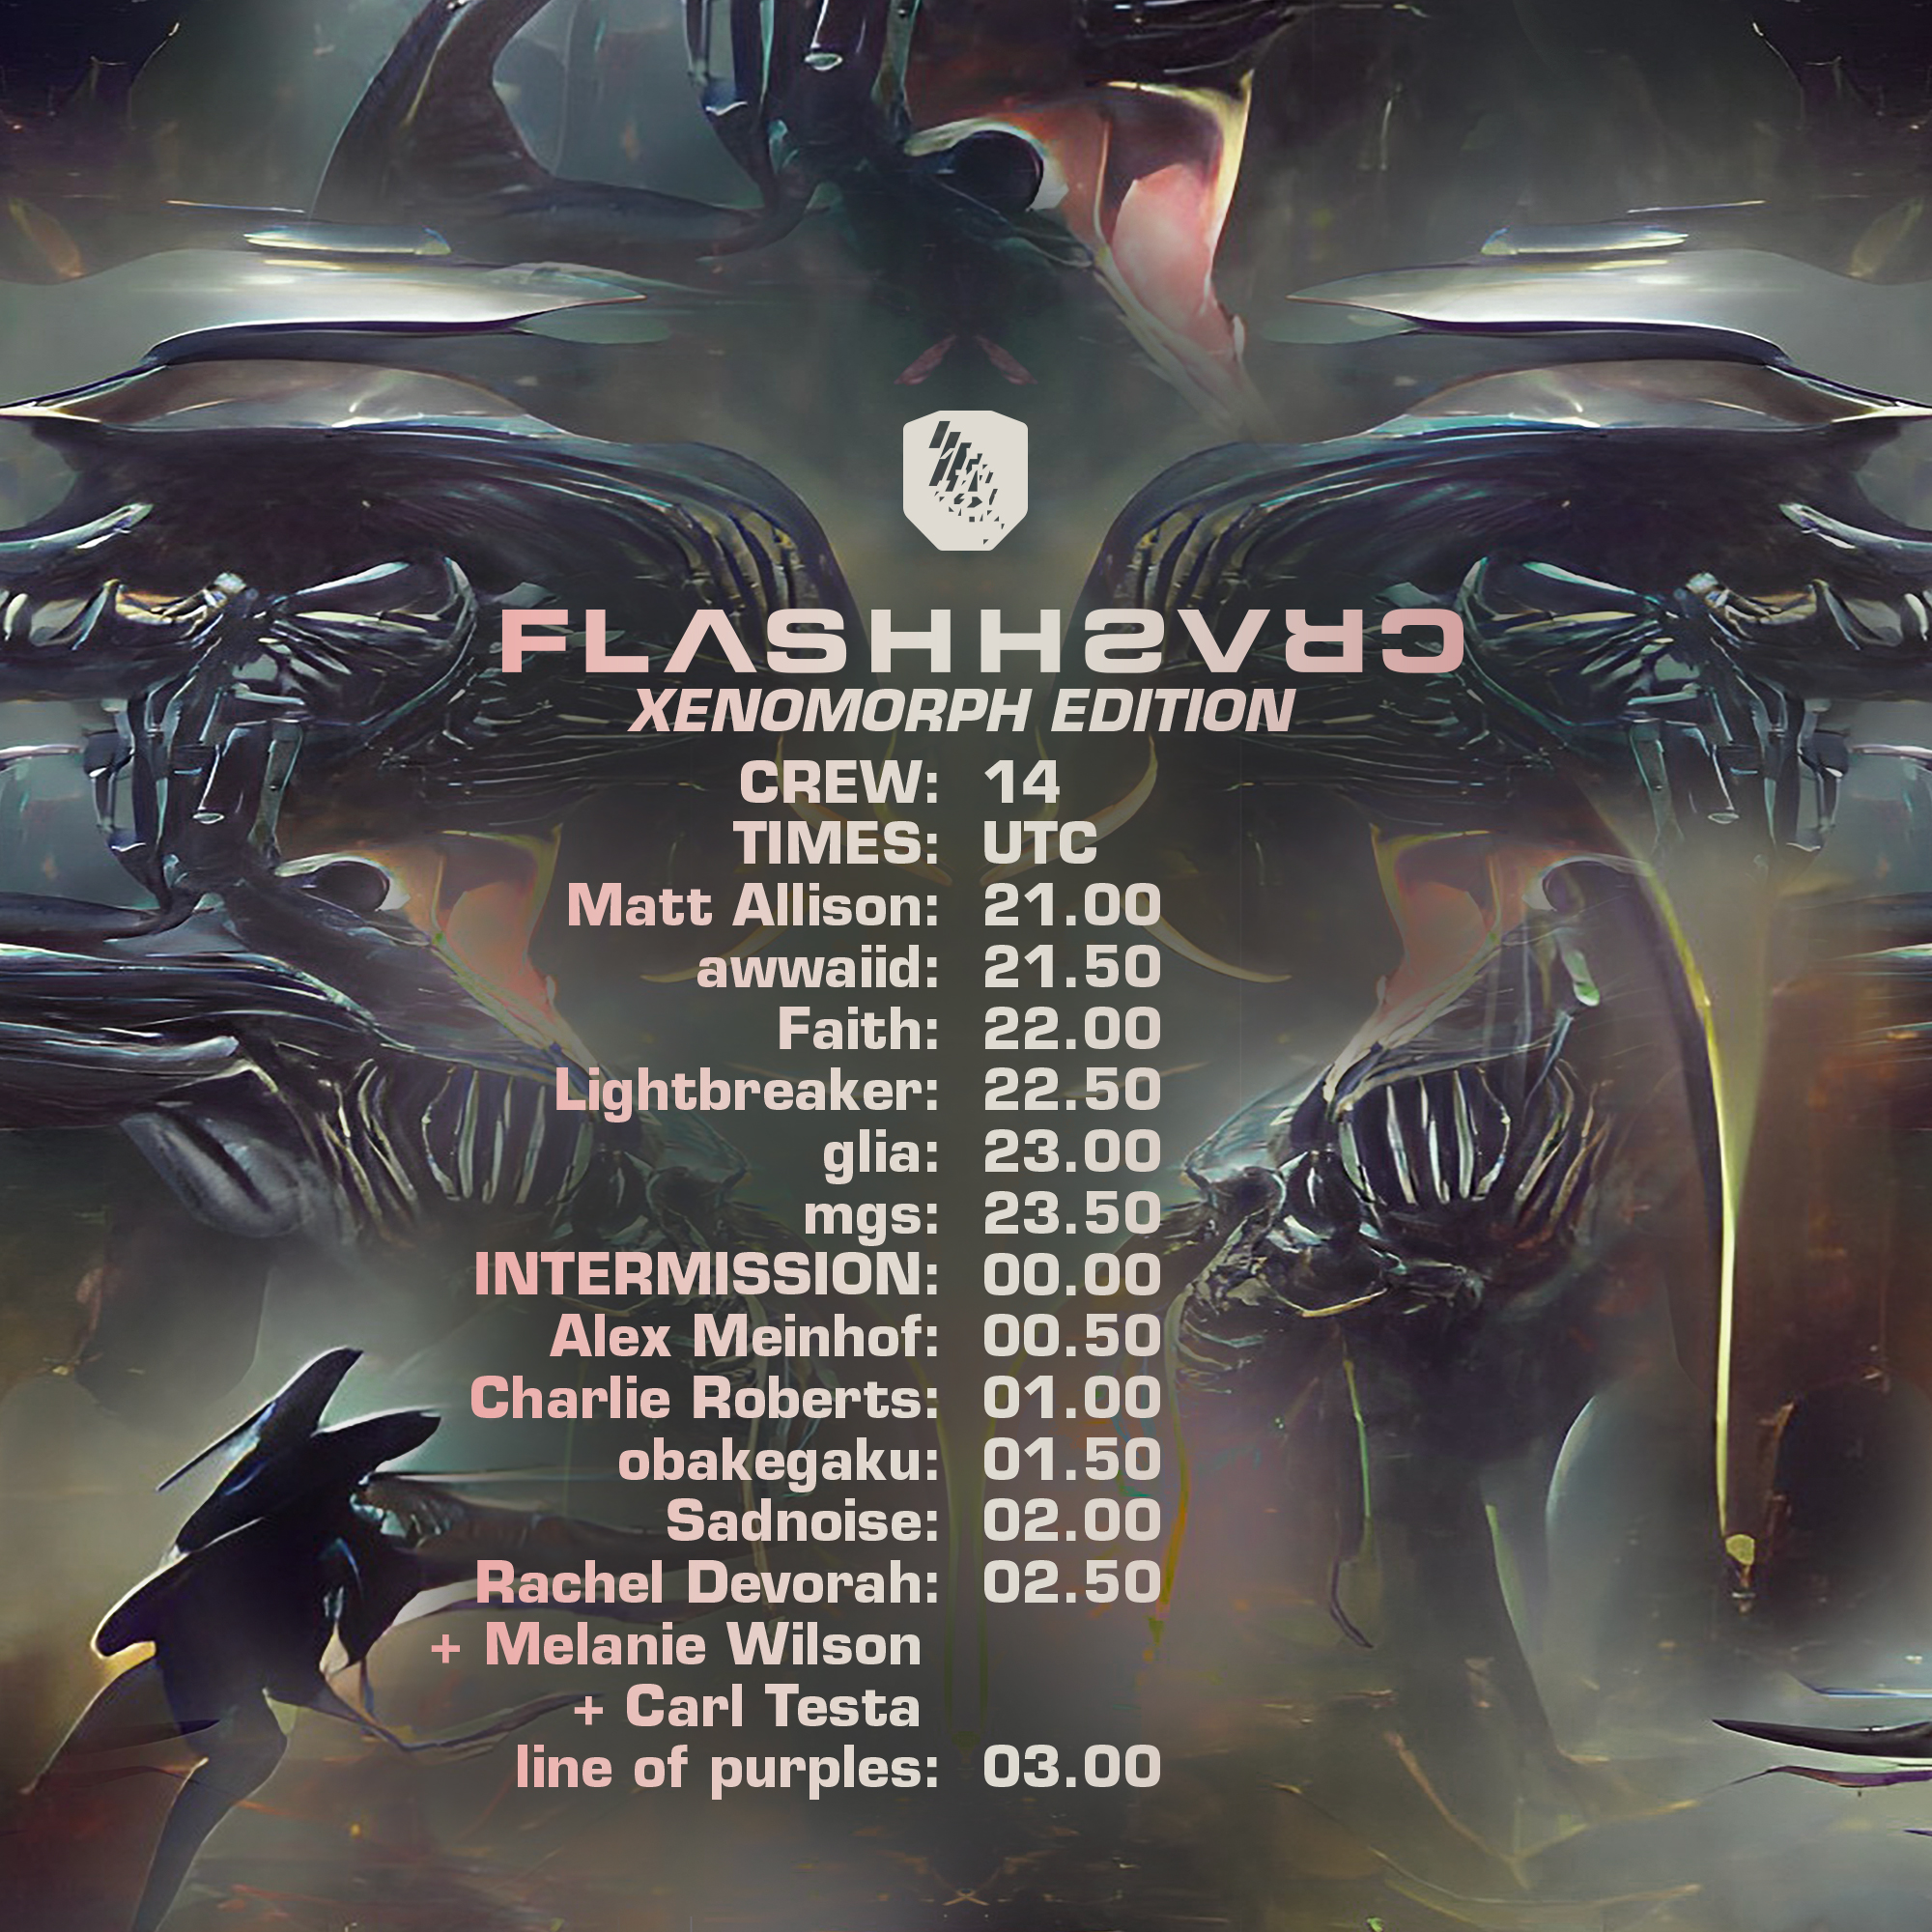 FLASHHSVRC
XENOMORPH EDITION
CREW: 14
TIMES: UTC
Matt Allison: 21.00
awwaiid: 21.50
Faith: 22.00
Lightbreaker: 22.50
glia: 23.00
mgs: 23.50
INTERMISSION: 00.00
Alex Meinhof: 00.50
Charlie Roberts: 01.00
obakegaku: 01.50
Sadnoise: 02.00
Rachel Devorah: 02.50
+ Melanie Wilson
+ Carl Testa
line of purples: 03.00